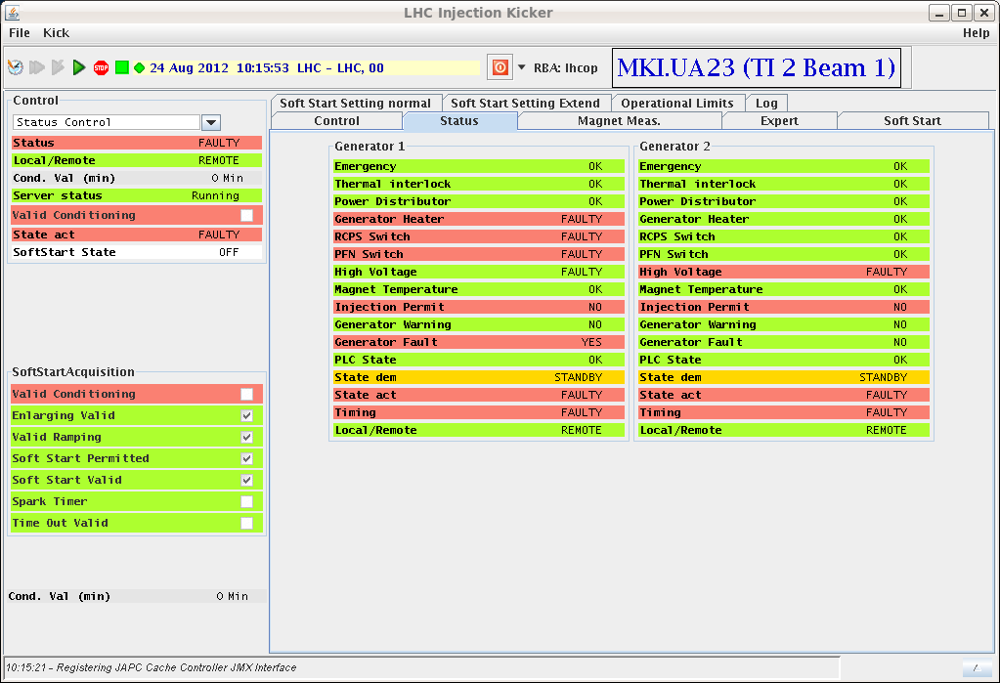 LHC Injection Kicker
File Kick Help
STOP 24 Aug 2012 10:15:53 LHC - LHC, 00 RBA: lhcop MKI.UA23 (TI 2 Beam 1)
Control
Status Control
Status FAULTY
Local/Remote REMOTE
Cond. Val (min) 0 Min
Server status Running
Valid Conditioning
State act FAULTY
SoftStart State OFF
SoftStartAcquisition
Valid Conditioning
Enlarging Valid
Valid Ramping
Soft Start Permitted
Soft Start Valid
Spark Timer
Time Out Valid
Cond. Val (min) 0 Min
Soft Start Setting normal Soft Start Setting Extend Operational Limits Log
Control Status Magnet Meas. Expert Soft Start
Generator 1
Emergency OK
Thermal interlock OK
Power Distributor OK
Generator Heater FAULTY
RCPS Switch FAULTY
PFN Switch FAULTY
High Voltage FAULTY
Magnet Temperature OK
Injection Permit NO
Generator Warning NO
Generator Fault YES
PLC State OK
State dem STANDBY
State act FAULTY
Timing FAULTY
Local/Remote REMOTE
Generator 2
Emergency OK
Thermal interlock OK
Power Distributor OK
Generator Heater OK
RCPS Switch OK
PFN Switch OK
High Voltage FAULTY
Magnet Temperature OK
Injection Permit NO
Generator Warning NO
Generator Fault NO
PLC State OK
State dem STANDBY
State act FAULTY
Timing FAULTY
Local/Remote REMOTE
10:15:21 - Registering JAPC Cache Controller JMX Interface